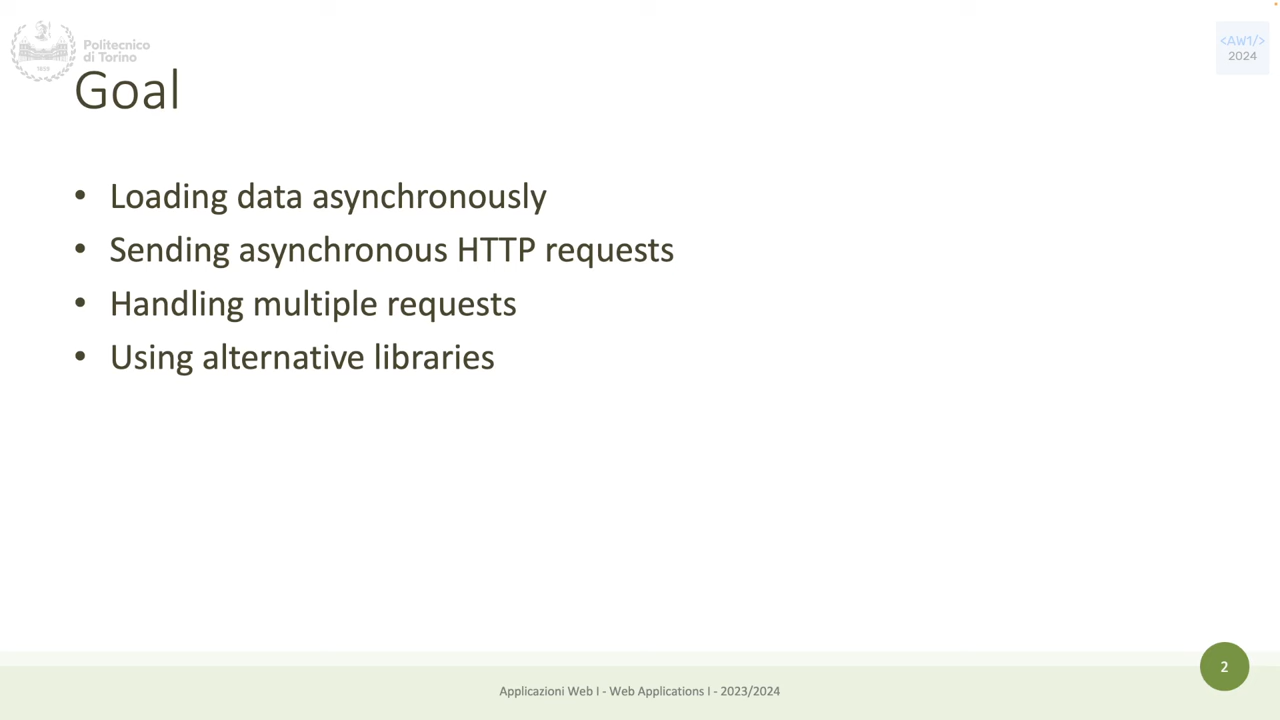 Politecnico
di Torino
<AW1/>
2024
Goal
• Loading data asynchronously
• Sending asynchronous HTTP requests
• Handling multiple requests
• Using alternative libraries
2
Applicazioni Web I - Web Applications I - 2023/2024